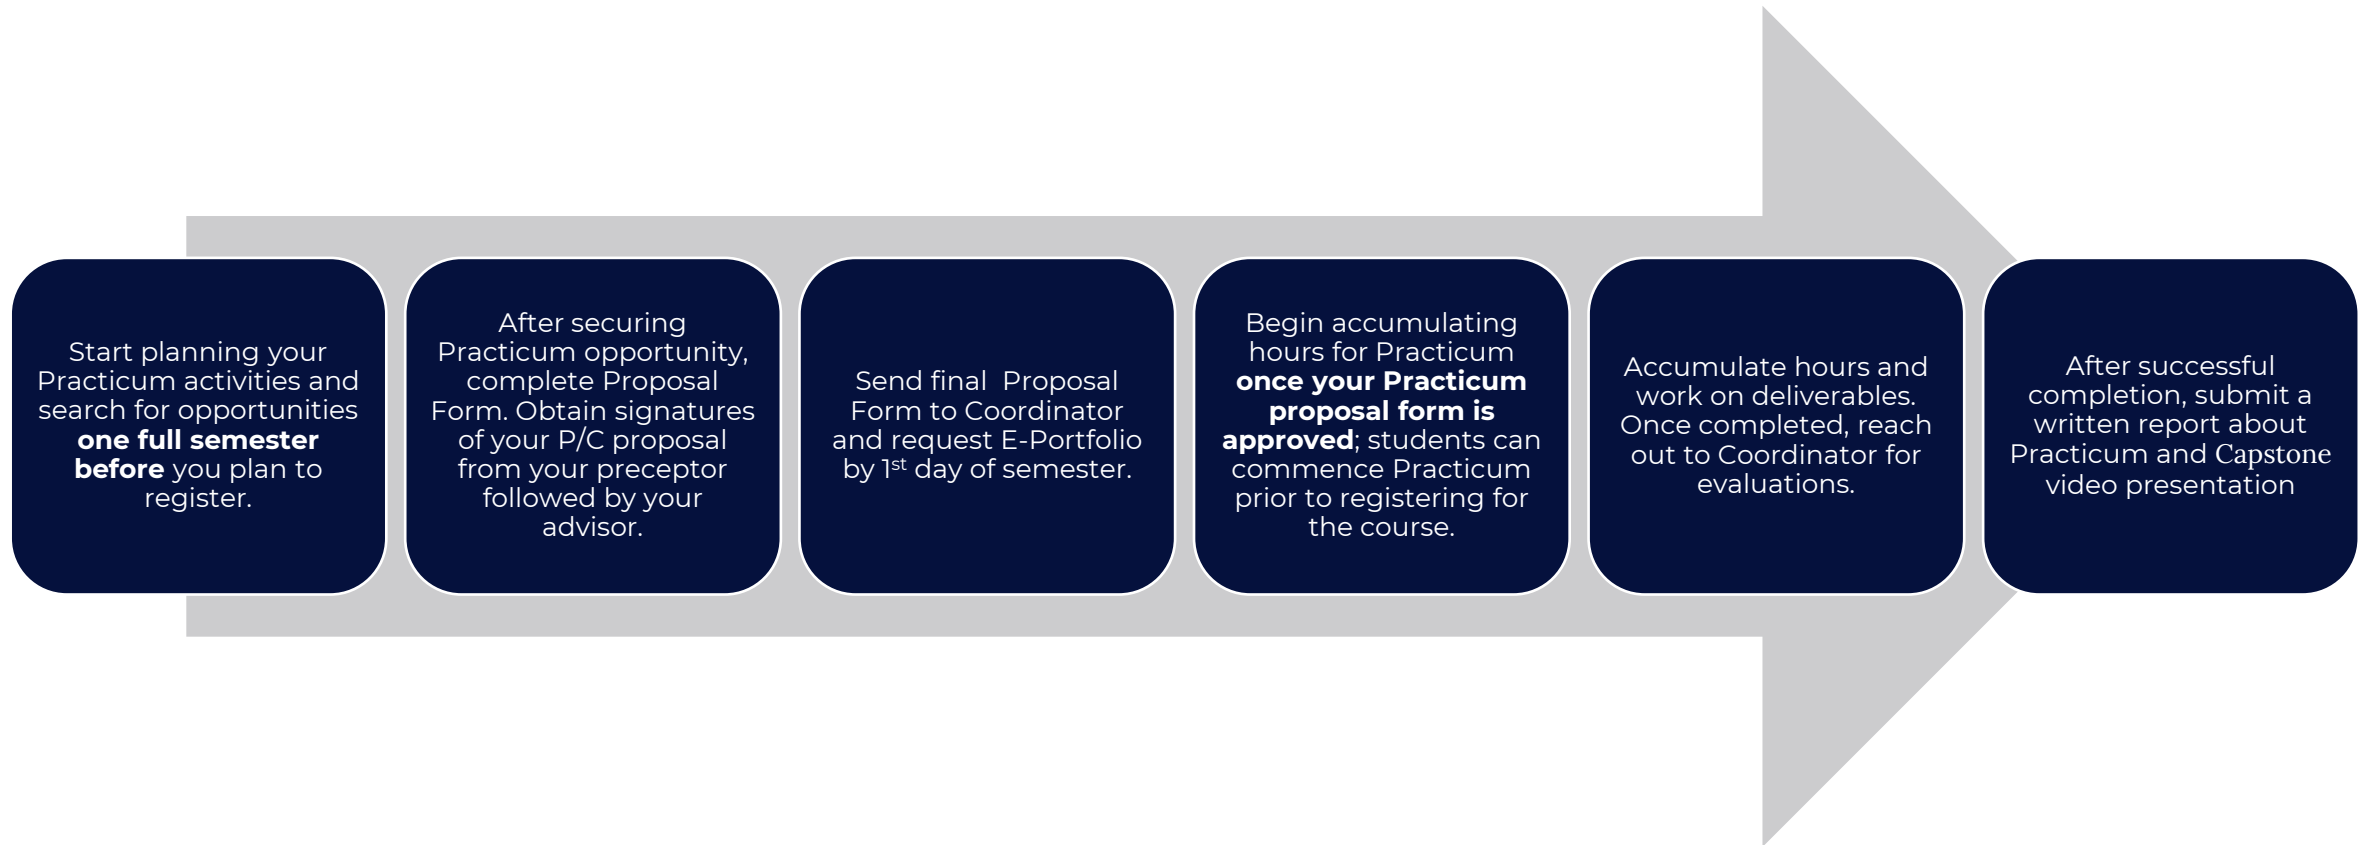 Start planning your
Practicum activities and
search for opportunities
one full semester
before you plan to
register.
After securing
Practicum opportunity,
complete Proposal
Form. Obtain signatures
of your P/C proposal
from your preceptor
followed by your
advisor.
Send final  Proposal
Form to Coordinator
and request E-Portfolio
by 1st day of semester.
Begin accumulating
hours for Practicum
once your Practicum
proposal form is
approved; students can
commence Practicum
prior to registering for
the course.
Accumulate hours and
work on deliverables.
Once completed, reach
out to Coordinator for
evaluations.
After successful
completion, submit a
written report about
Practicum and Capstone
video presentation